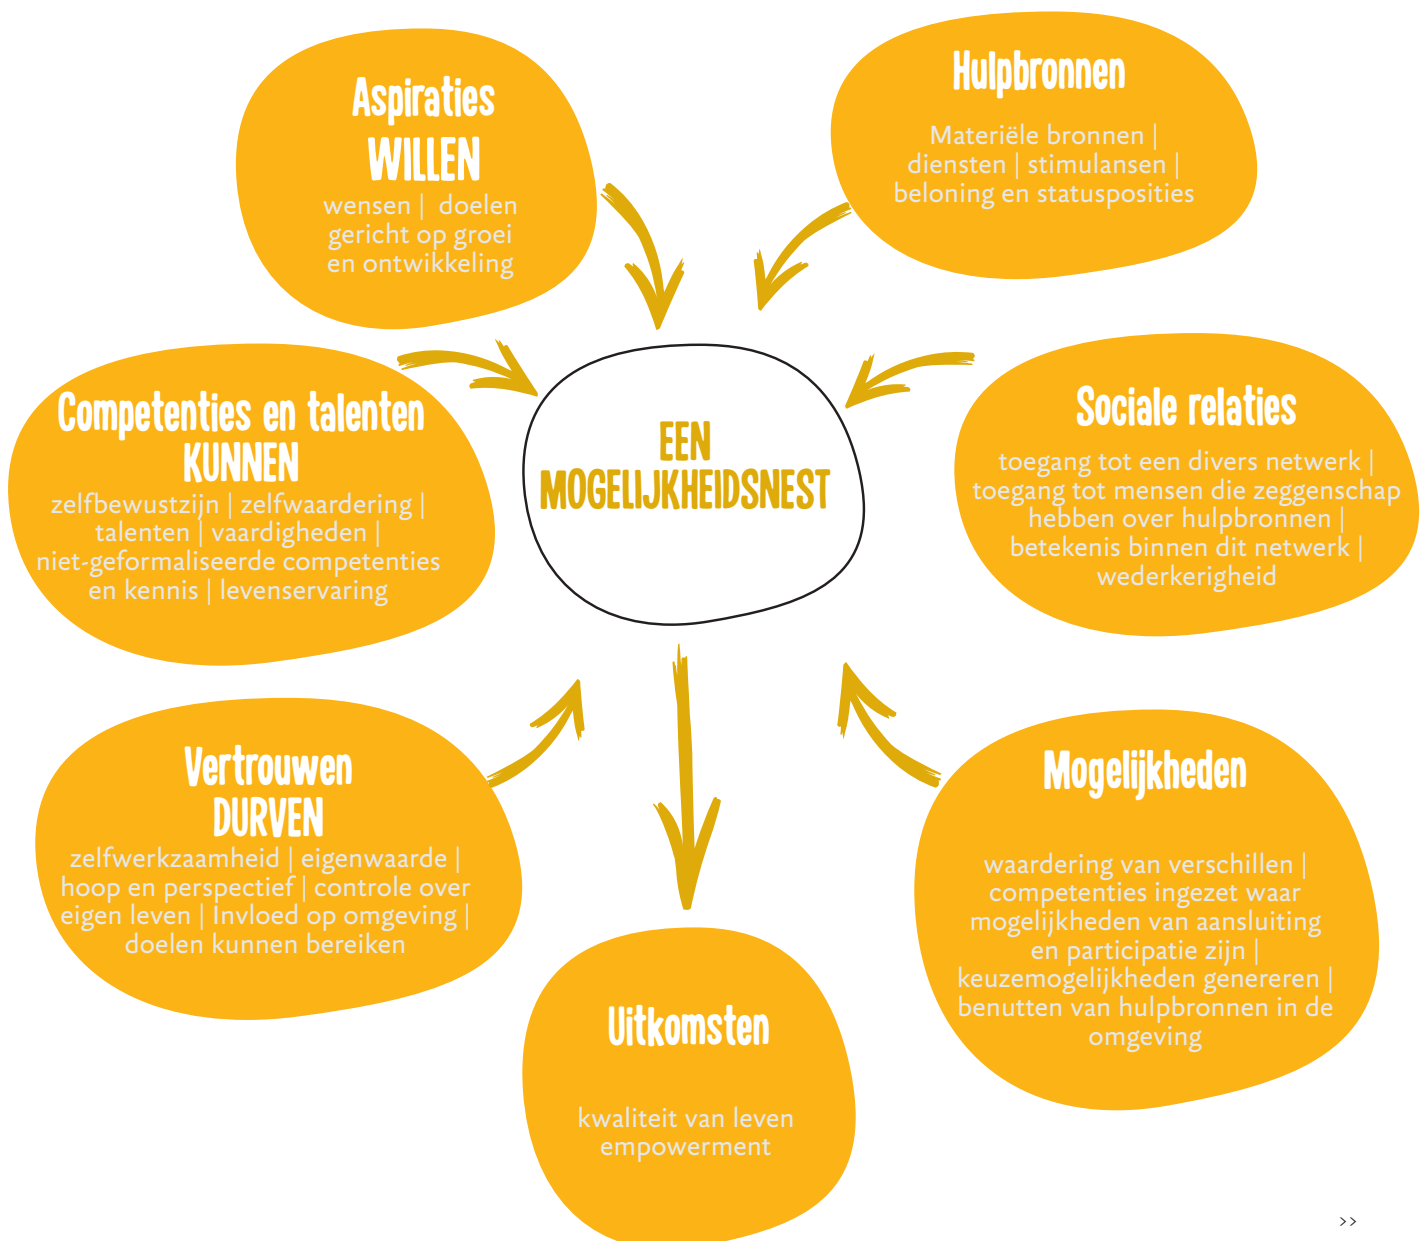 Aspiraties
WILLEN
wensen | doelen
gericht op groei
en ontwikkeling
Hulpbronnen
Materiële bronnen |
diensten | stimulansen |
beloning en statusposities
Competenties en talenten
KUNNEN
zelfbewustzijn | zelfwaardering |
talenten | vaardigheden |
niet-geformaliseerde competenties
en kennis | levenservaring
EEN
MOGELIJKHEIDSNEST
Sociale relaties
toegang tot een divers netwerk |
toegang tot mensen die zeggenschap
hebben over hulpbronnen |
betekenis binnen dit netwerk |
wederkerigheid
Vertrouwen
DURVEN
zelfwerkzaamheid | eigenwaarde |
hoop en perspectief | controle over
eigen leven | Invloed op omgeving |
doelen kunnen bereiken
Mogelijkheden
waardering van verschillen |
competenties ingezet waar
mogelijkheden van aansluiting
en participatie zijn |
keuzemogelijkheden genereren |
benutten van hulpbronnen in de
omgeving
Uitkomsten
kwaliteit van leven
empowerment
>>